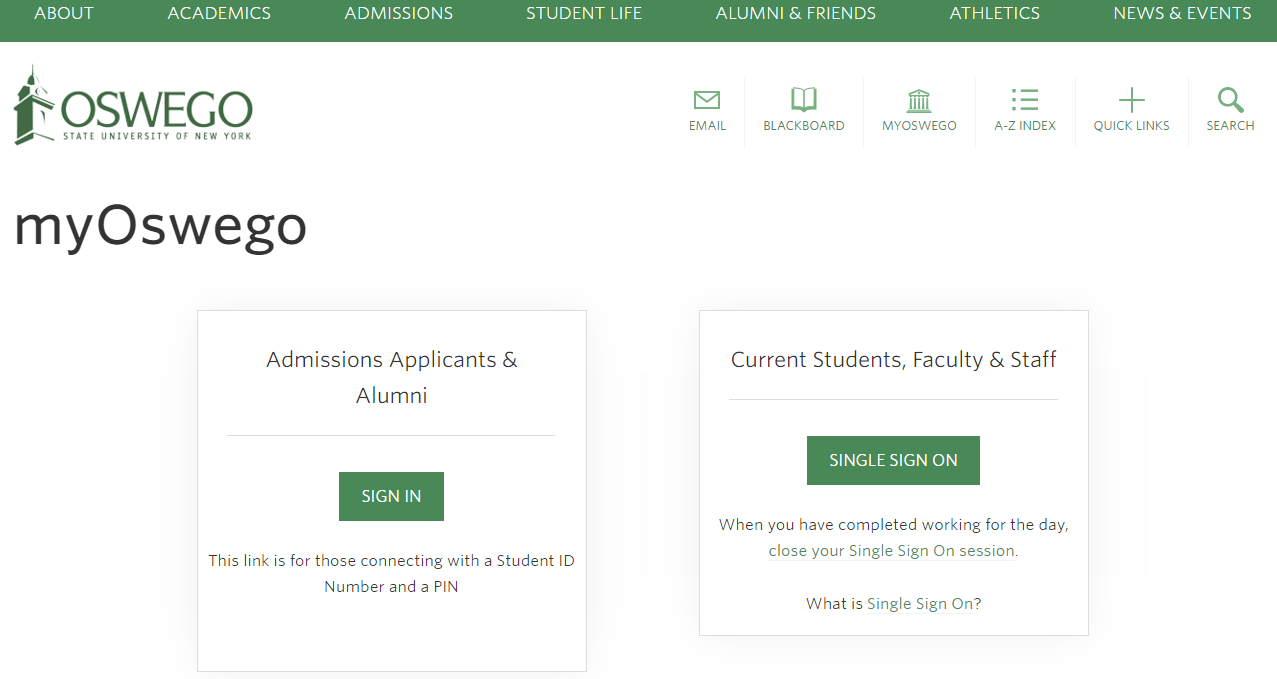 ABOUT ACADEMICS ADMISSIONS STUDENT LIFE ALUMNI & FRIENDS ATHLETICS NEWS & EVENTS
OSWEGO
STATE UNIVERSITY OF NEW YORK
EMAIL BLACKBOARD MYOSWEGO A-Z INDEX QUICK LINKS SEARCH
myOswego
Admissions Applicants &
Alumni
SIGN IN
This link is for those connecting with a Student ID
Number and a PIN
Current Students, Faculty & Staff
SINGLE SIGN ON
When you have completed working for the day,
close your Single Sign On session.
What is Single Sign On?